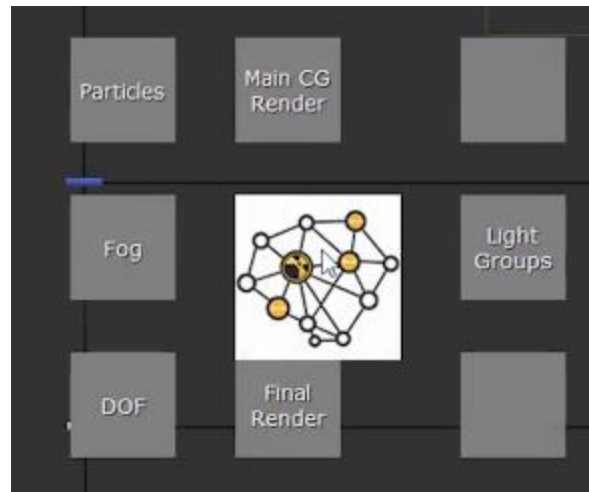 Particles
Main CG
Render
Fog
Light
Groups
DOF
Final
Render